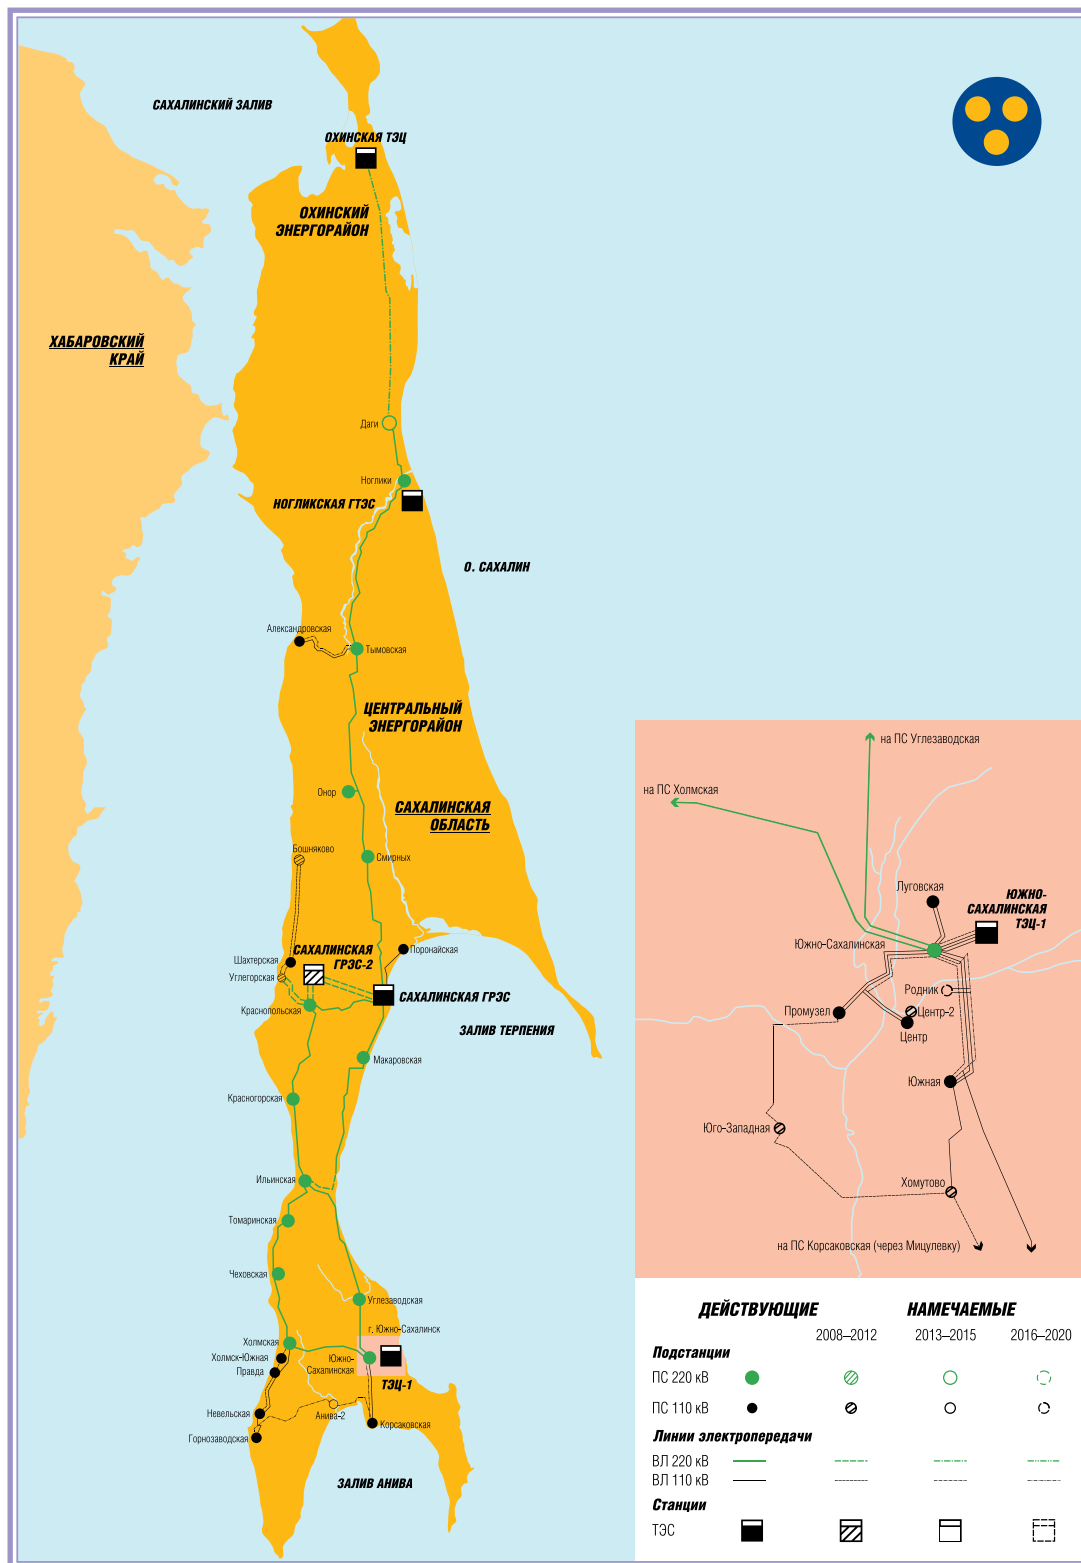 САХАЛИНСКИЙ ЗАЛИВ
ОХИНСКАЯ ТЭЦ
ОХИНСКИЙ
ЭНЕРГОРАЙОН
ХАБАРОВСКИЙ
КРАЙ
Даги
Ноглики
НОГЛИКСКАЯ ГТЭС
О. САХАЛИН
Александровская
Тымовская
ЦЕНТРАЛЬНЫЙ
ЭНЕРГОРАЙОН
Онор
САХАЛИНСКАЯ
ОБЛАСТЬ
Бошняково
Смирных
Шахтерская
САХАЛИНСКАЯ
ГРЭС-2
Поронайская
Углегорская
Краснопольская
САХАЛИНСКАЯ ГРЭС
ЗАЛИВ ТЕРПЕНИЯ
Макаровская
Красногорская
Ильинская
Томаринская
Чеховская
Углезаводская
г. Южно-Сахалинск
Холмская
Холмск-Южная
Правда
Южно-
Сахалинская
ТЭЦ-1
Невельская
Анива-2
Корсаковская
Горнозаводская
ЗАЛИВ АНИВА
на ПС Углезаводская
на ПС Холмская
Луговская
ЮЖНО-
САХАЛИНСКАЯ
ТЭЦ-1
Южно-Сахалинская
Родник
Промузел
Центр-2
Центр
Южная
Юго-Западная
Хомутово
на ПС Корсаковская (через Мицулевку)
ДЕЙСТВУЮЩИЕ НАМЕЧАЕМЫЕ
2008–2012 2013–2015 2016–2020
Подстанции
ПС 220 кВ
ПС 110 кВ
Линии электропередачи
ВЛ 220 кВ
ВЛ 110 кВ
Станции
ТЭС